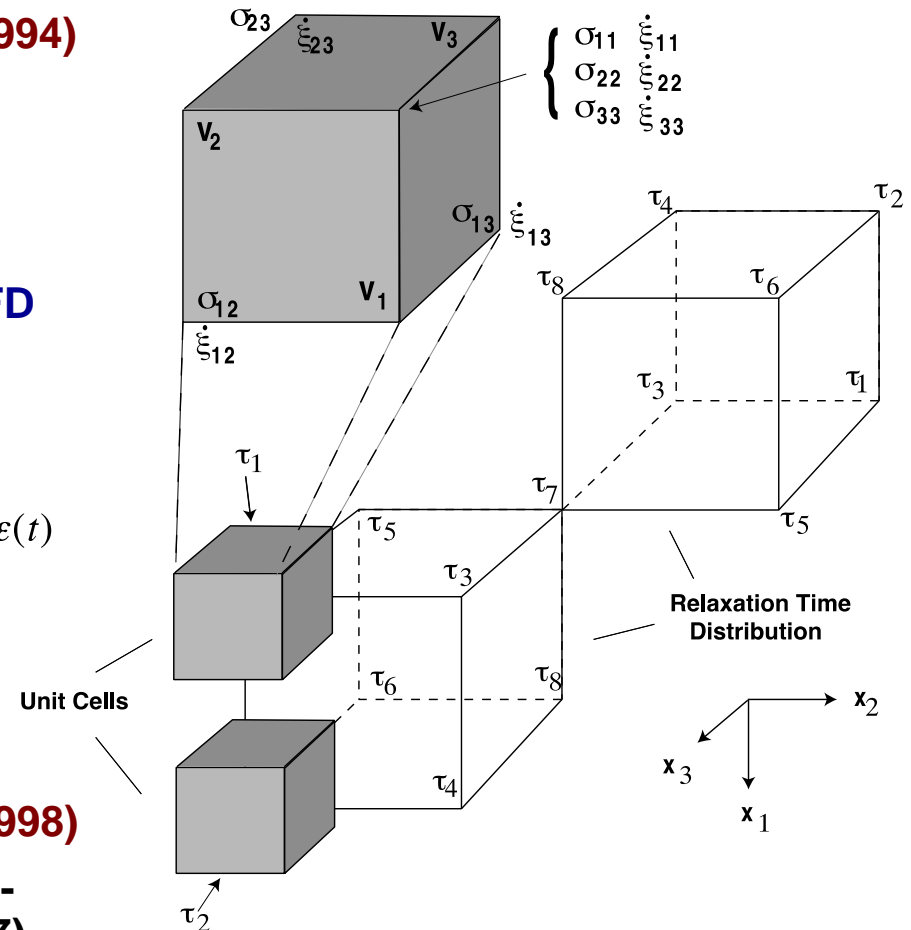 994)
σ23
ξ̇23
V3
σ11 ξ̇11
σ22 ξ̇22
σ33 ξ̇33
V2
σ13 ξ̇13
σ12
V1
ξ̇12
FD
τ4
τ2
τ8
τ6
τ3
τ1
τ7
τ5
τ1
τ5
ε(t)
τ3
Relaxation Time
Distribution
τ6
τ8
Unit Cells
x2
x3
x1
τ4
998)
-
τ2